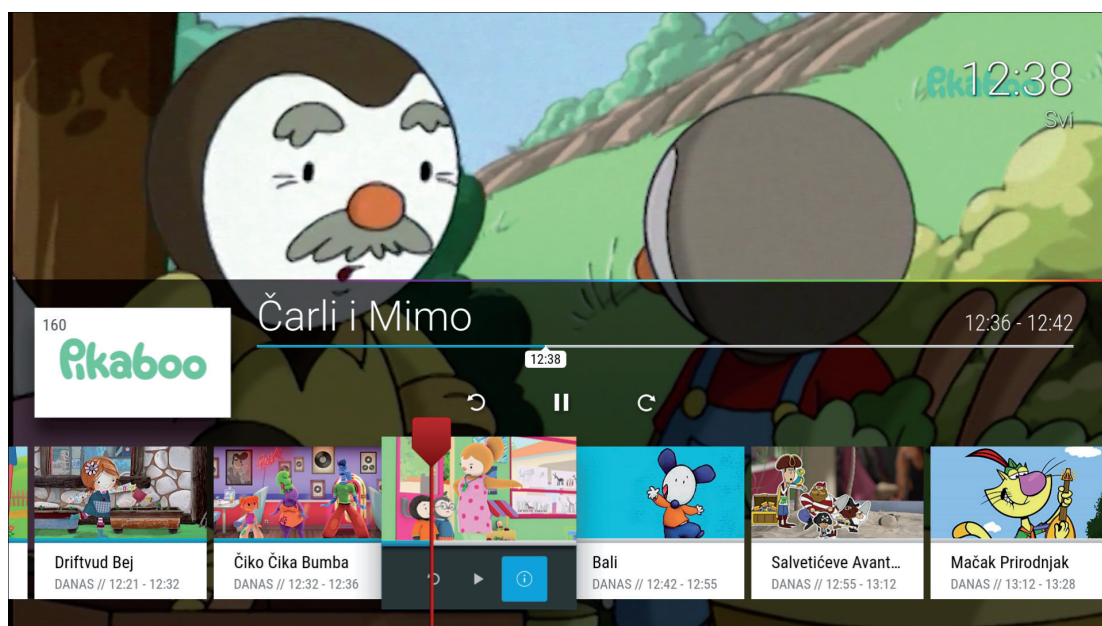 Pikaboo
12:38
Svi
160
Pikaboo
Čarli i Mimo
12:36 - 12:42
12:38
Driftvud Bej
DANAS // 12:21 - 12:32
Čiko Čika Bumba
DANAS // 12:32 - 12:36
Bali
DANAS // 12:42 - 12:55
Salvetićeve Avant...
DANAS // 12:55 - 13:12
Mačak Prirodnjak
DANAS // 13:12 - 13:28